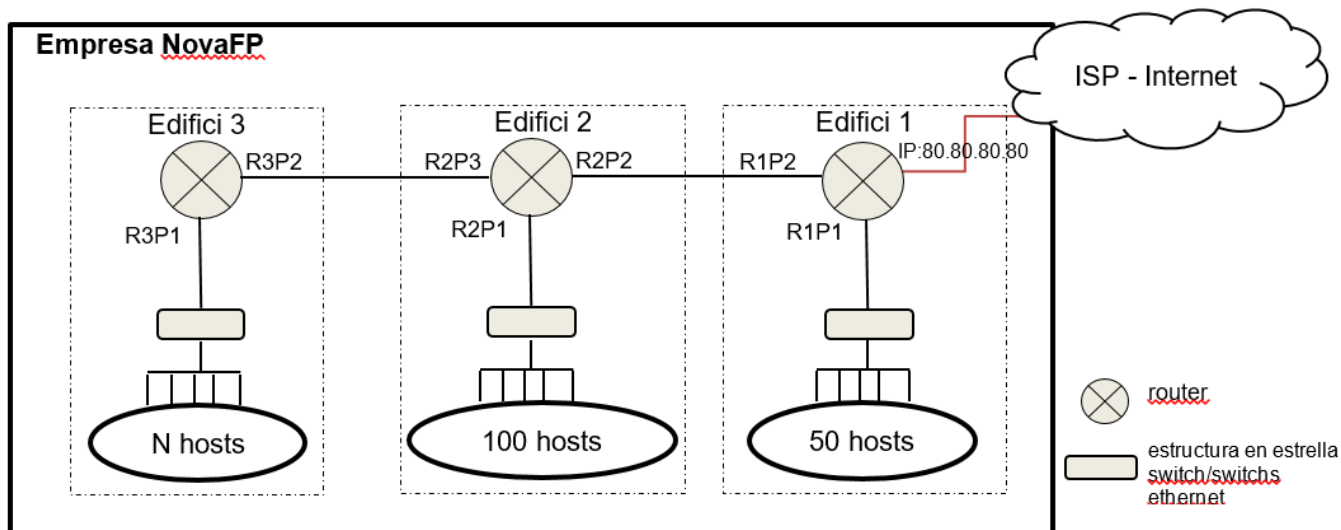 Empresa NovaFP
ISP - Internet
Edifici 3
Edifici 2
Edifici 1
IP:80.80.80.80
R3P2
R2P3
R2P2
R1P2
R3P1
R2P1
R1P1
N hosts
100 hosts
50 hosts
router
estructura en estrella
switch/switchs
ethernet